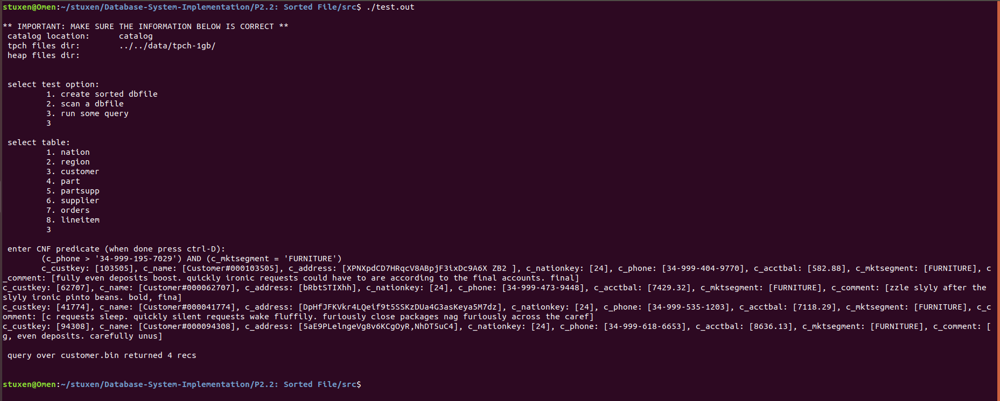 stuxen@Omen:~/stuxen/Database-System-Implementation/P2.2: Sorted File/src$ ./test.out
** IMPORTANT: MAKE SURE THE INFORMATION BELOW IS CORRECT **
catalog location:      catalog
tpch files dir:        ../../data/tpch-1gb/
heap files dir:
select test option:
1. create sorted dbfile
2. scan a dbfile
3. run some query
3
select table:
1. nation
2. region
3. customer
4. part
5. partsupp
6. supplier
7. orders
8. lineitem
3
enter CNF predicate (when done press ctrl-D):
(c_phone > '34-999-195-7029') AND (c_mktsegment = 'FURNITURE')
c_custkey: [103505], c_name: [Customer#000103505], c_address: [XPNXpdCD7HRqcV8ABpjF3ixDc9A6X ZB2 ], c_nationkey: [24], c_phone: [34-999-404-9770], c_acctbal: [582.88], c_mktsegment: [FURNITURE], c
_comment: [fully even deposits boost. quickly ironic requests could have to are according to the final accounts. final]
c_custkey: [62707], c_name: [Customer#000062707], c_address: [bRbtSTIXhh], c_nationkey: [24], c_phone: [34-999-473-9448], c_acctbal: [7429.32], c_mktsegment: [FURNITURE], c_comment: [zzle slyly after the
slyly ironic pinto beans. bold, fina]
c_custkey: [41774], c_name: [Customer#000041774], c_address: [DpHfJFKVkr4LQeif9t5SSKzDUa4G3asKeya5M7dz], c_nationkey: [24], c_phone: [34-999-535-1203], c_acctbal: [7118.29], c_mktsegment: [FURNITURE], c_c
omment: [c requests sleep. quickly silent requests wake fluffily. furiously close packages nag furiously across the caref]
c_custkey: [94308], c_name: [Customer#000094308], c_address: [5aE9PLelngeVg8v6KCgOyR,NhDT5uC4], c_nationkey: [24], c_phone: [34-999-618-6653], c_acctbal: [8636.13], c_mktsegment: [FURNITURE], c_comment: [
g, even deposits. carefully unus]
query over customer.bin returned 4 recs
stuxen@Omen:~/stuxen/Database-System-Implementation/P2.2: Sorted File/src$